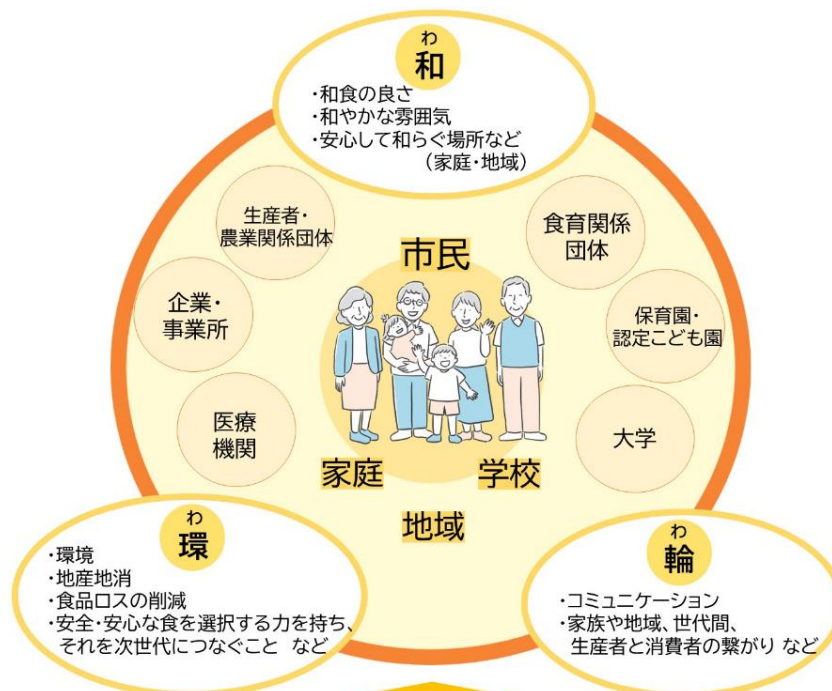 わ
和
・和食の良さ
・和やかな雰囲気
・安心して和らぐ場所など
（家庭・地域）
生産者・
農業関係団体
食育関係
団体
市民
企業・
事業所
保育園・
認定こども園
医療
機関
大学
家庭
学校
地域
わ
環
・環境
・地産地消
・食品ロスの削減
・安全・安心な食を選択する力を持ち、
それを次世代につなぐこと など
わ
輪
・コミュニケーション
・家族や地域、世代間、
生産者と消費者の繋がり など